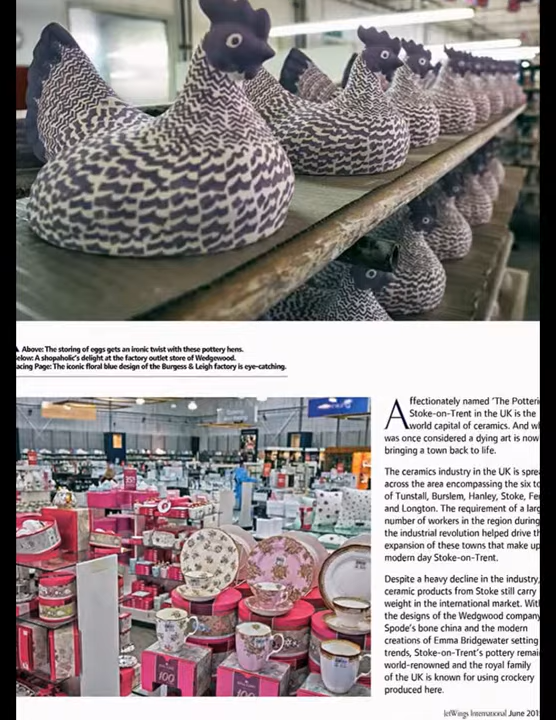 Above: The storing of eggs gets an ironic twist with these pottery hens.
elow: A shopaholic's delight at the factory outlet store of Wedgewood.
acing Page: The iconic floral blue design of the Burgess & Leigh factory is eye-catching.
Affectionately named 'The Potteri
Stoke-on-Trent in the UK is the
world capital of ceramics. And wh
was once considered a dying art is now
bringing a town back to life.
The ceramics industry in the UK is sprea
across the area encompassing the six to
of Tunstall, Burslem, Hanley, Stoke, Fe
and Longton. The requirement of a larg
number of workers in the region during
the industrial revolution helped drive th
expansion of these towns that make up
modern day Stoke-on-Trent.
Despite a heavy decline in the industry,
ceramic products from Stoke still carry
weight in the international market. With
the designs of the Wedgwood company
Spode's bone china and the modern
creations of Emma Bridgewater setting
trends, Stoke-on-Trent's pottery remai
world-renowned and the royal family
of the UK is known for using crockery
produced here.
100
100
JetWings International June 201